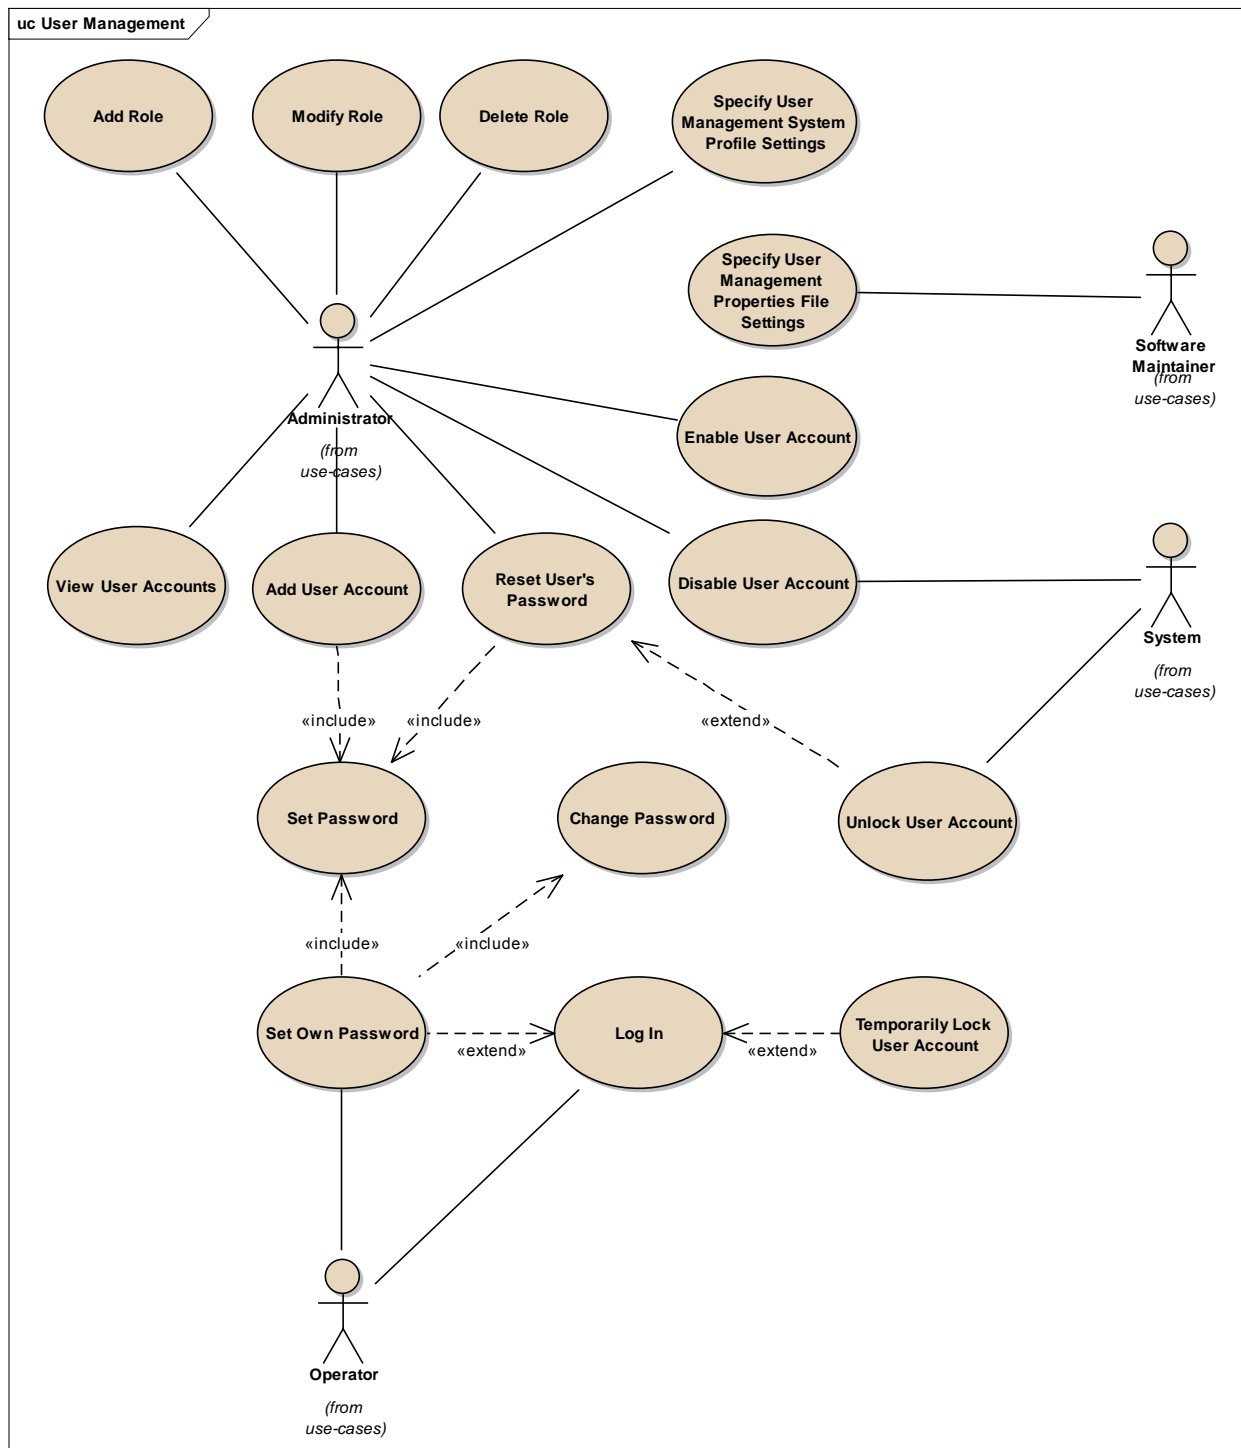 uc User Management
Add Role
Modify Role
Delete Role
Specify User
Management System
Profile Settings
Specify User
Management
Properties File
Settings
Software
Maintainer
(from
use-cases)
Administrator
(from
use-cases)
Enable User Account
View User Accounts
Add User Account
Reset User's
Password
Disable User Account
System
(from
use-cases)
«include»
«include»
«extend»
Set Password
Change Password
Unlock User Account
«include»
«include»
Set Own Password
Log In
Temporarily Lock
User Account
«extend»
«extend»
Operator
(from
use-cases)